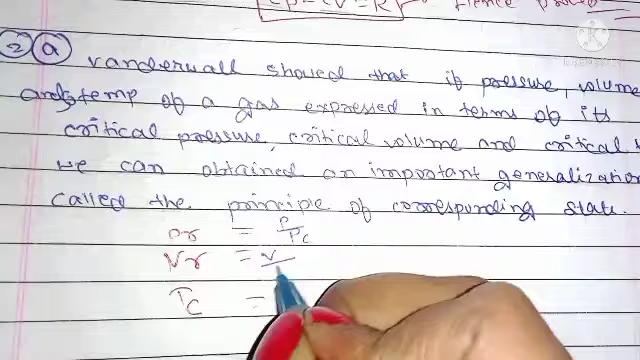 CP - CV = R Hence proved
2 a Vanderwall showed that if pressure, volume
and temp of a gas expressed in terms of its
critical pressure, critical volume and critical
we can obtained an important generalization
called the principle of corresponding state.
Pr = P/Pc
Vr = V
Tc =